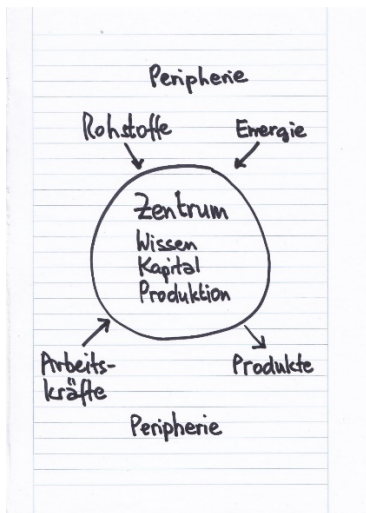 Peripherie
Rohstoffe Energie
Zentrum
Wissen
Kapital
Produktion
Arbeits-
kräfte
Produkte
Peripherie